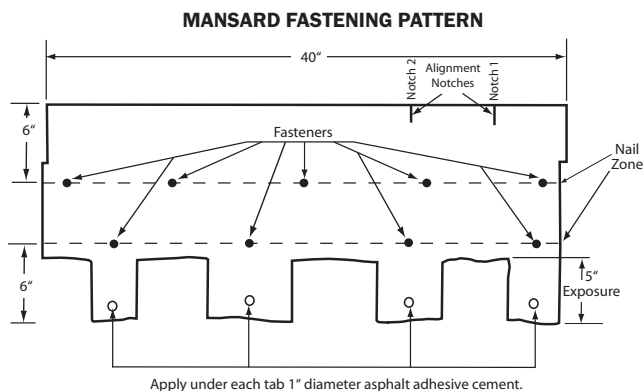 MANSARD FASTENING PATTERN
40"
Notch 2
Alignment
Notches
Notch 1
6"
Fasteners
Nail
Zone
6"
5"
Exposure
Apply under each tab 1" diameter asphalt adhesive cement.